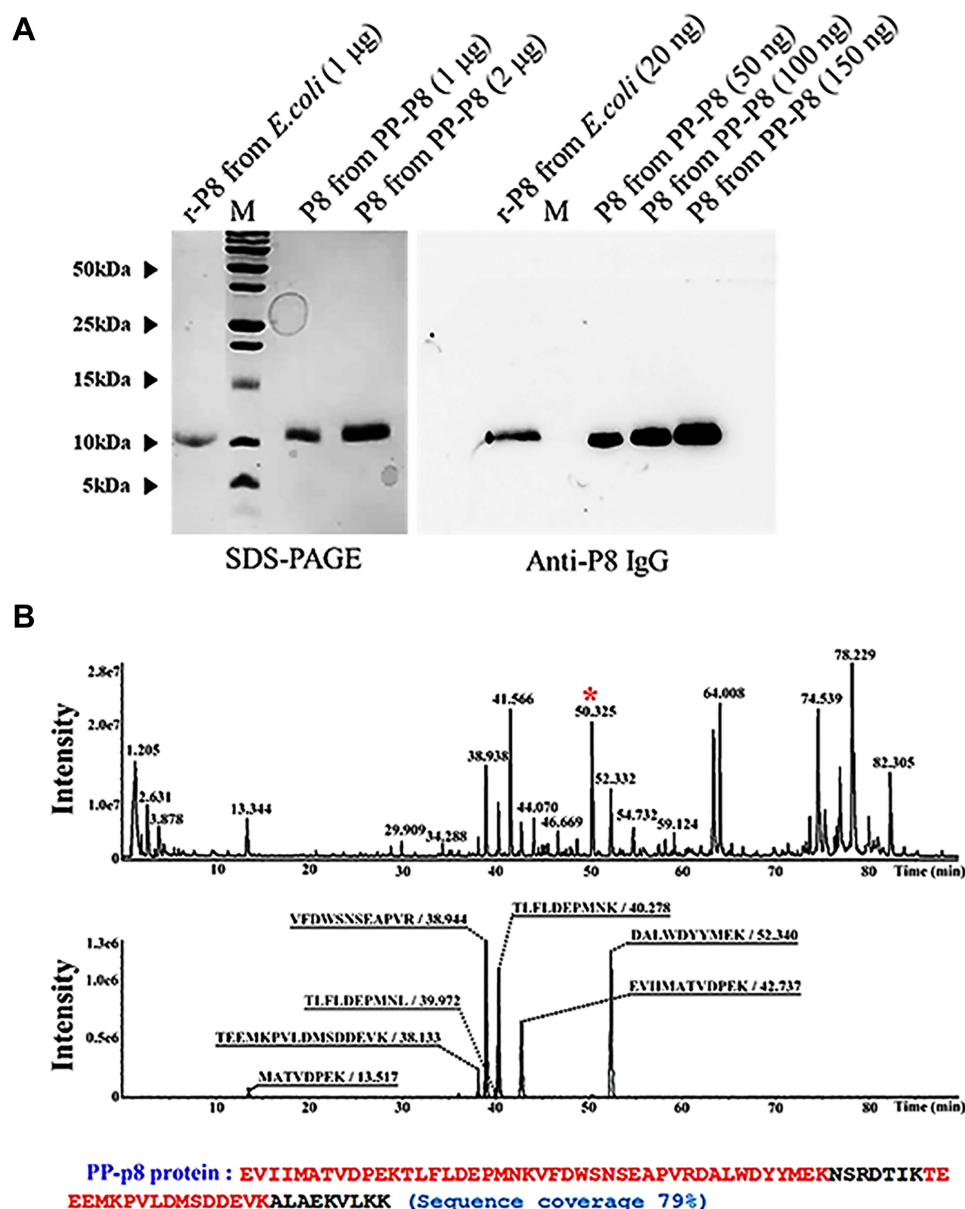 A
r-P8 from E.coli (1 µg)
M
P8 from PP-P8 (1 µg)
P8 from PP-P8 (2 µg)
r-P8 from E.coli (20 ng)
M
P8 from PP-P8 (50 ng)
P8 from PP-P8 (100 ng)
P8 from PP-P8 (150 ng)
50kDa
25kDa
15kDa
10kDa
5kDa
SDS-PAGE
Anti-P8 IgG
B
Intensity
2.8e7
2.0e7
1.0e7
0
1.205
2.631
3.878
13.344
29.909
34.288
38.938
41.566
44.070
46.669
*
50.325
52.332
54.732
59.124
64.008
74.539
78.229
82.305
10 20 30 40 50 60 70 80 Time (min)
Intensity
1.3e6
1.0e6
0.5e6
0
VFDWSNSEAPVR / 38.944
TLFLDEPMNK / 40.278
DALWDYYMEK / 52.340
TLFLDEPMNL / 39.972
EVIIMATVDPEK / 42.737
TEEMKPVLDMSDDEVK / 38.133
MATVDPEK / 13.517
10 20 30 40 50 60 70 80 Time (min)
PP-p8 protein : EVIIMATVDPEKTLFLDEPMNKVFDWSNSEAPVRDALWDYYMEKNSRDTIKTE
EEMKPVLDMSDDEVKALAEKVLKK (Sequence coverage 79%)